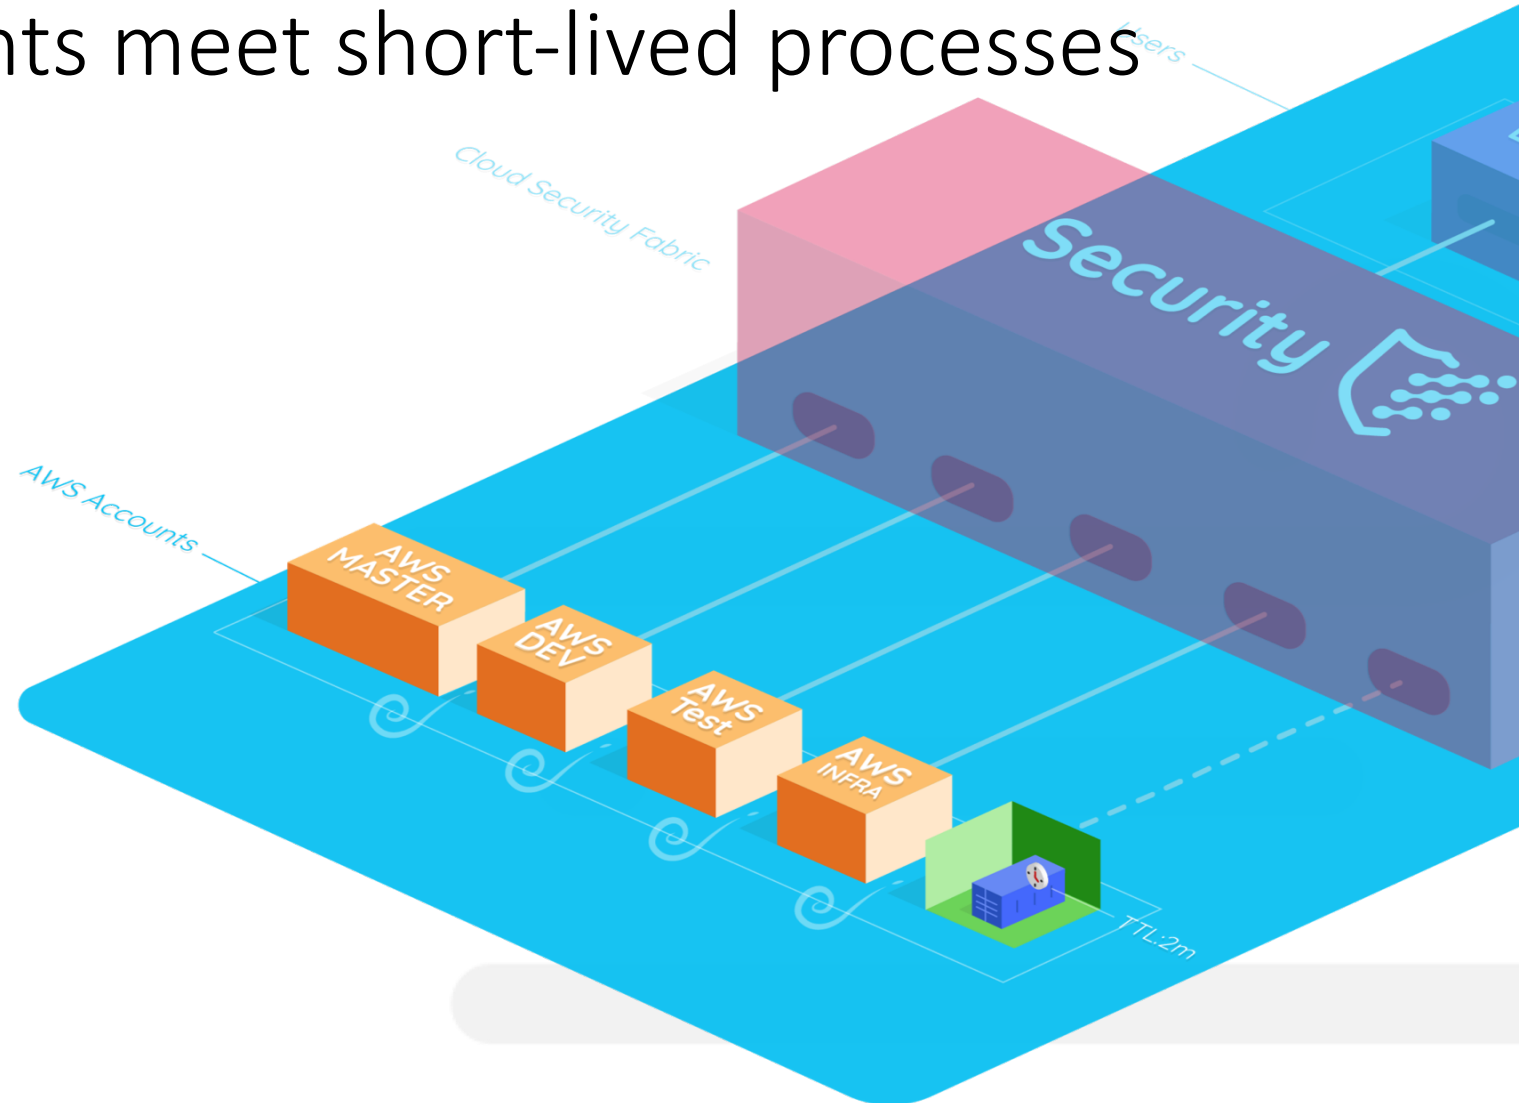 nts meet short-lived processes
Users
Cloud Security Fabric
Security
AWS Accounts
AWS
MASTER
AWS
DEV
AWS
Test
AWS
INFRA
TTL:2m